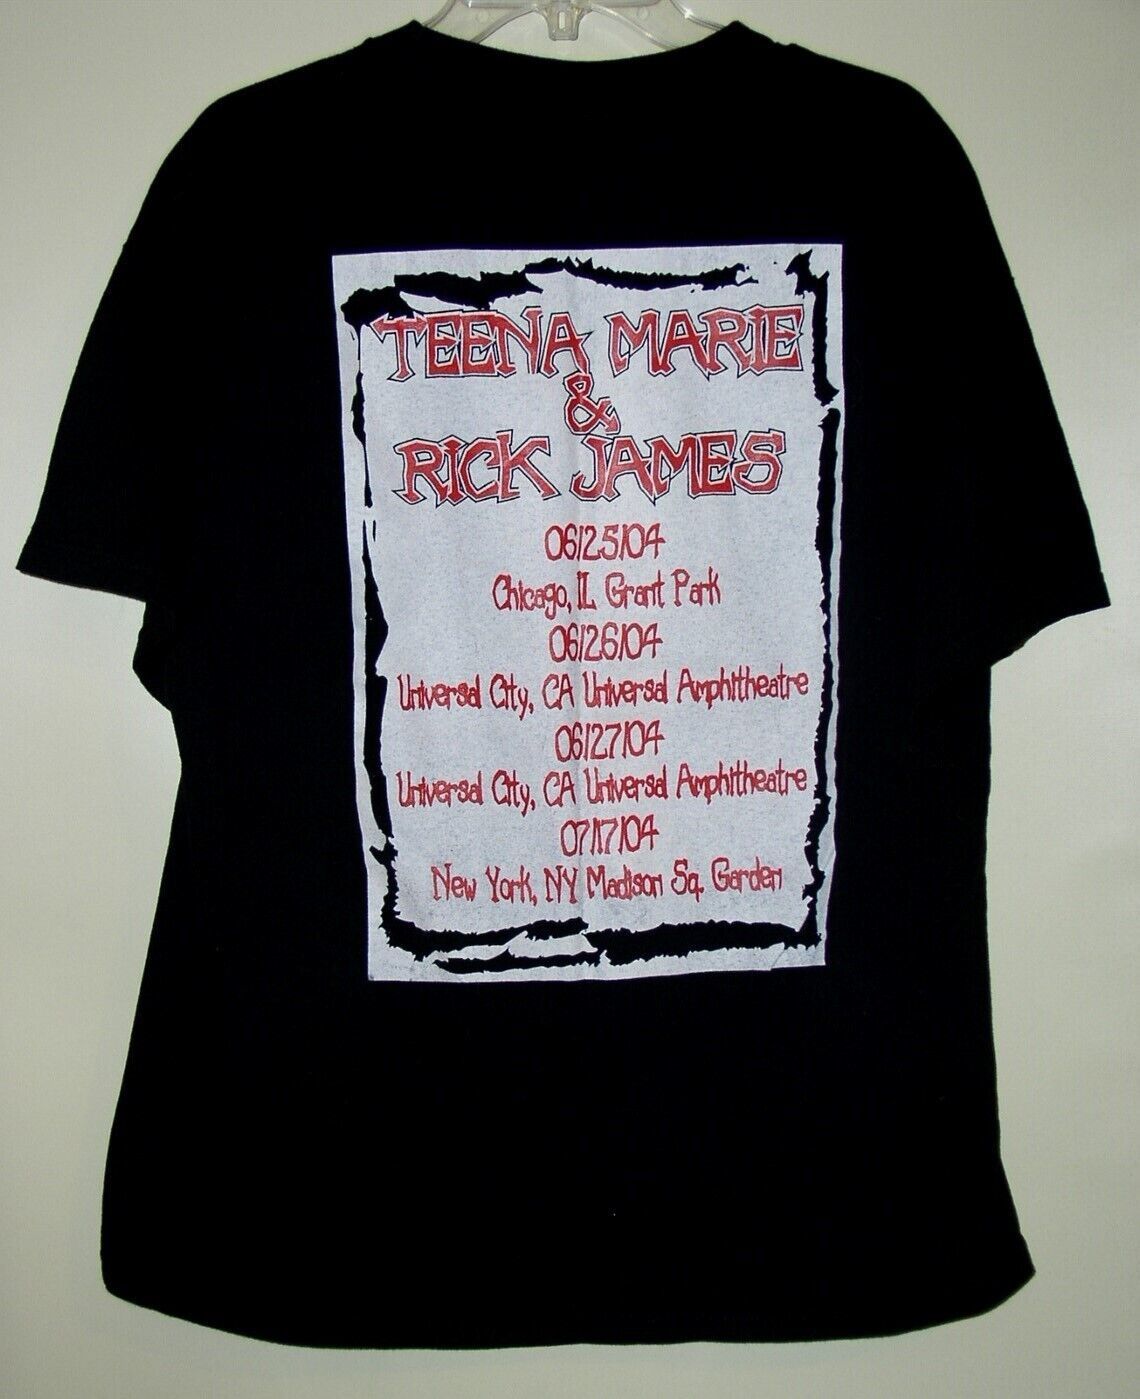 TEENA MARIE
&
RICK JAMES
06/25/04
Chicago, IL Grant Park
06/26/04
Universal City, CA Universal Amphitheatre
06/27/04
Universal City, CA Universal Amphitheatre
07/17/04
New York, NY Madison Sq. Garden